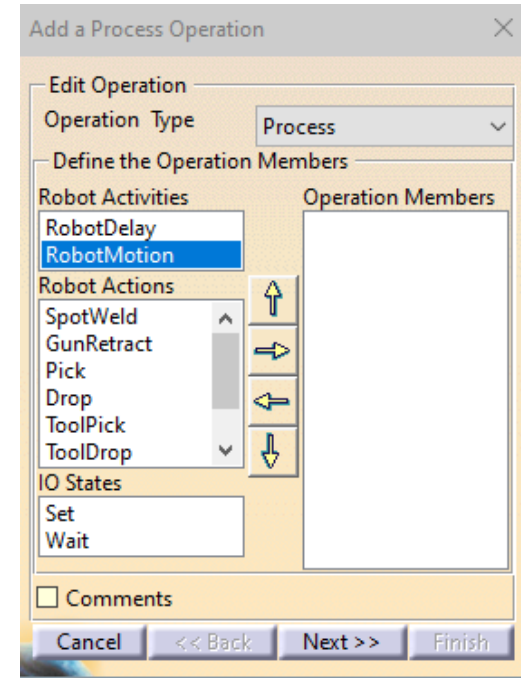 Add a Process Operation
Edit Operation
Operation Type
Process
Define the Operation Members
Robot Activities
Operation Members
RobotDelay
RobotMotion
Robot Actions
SpotWeld
GunRetract
Pick
Drop
ToolPick
ToolDrop
IO States
Set
Wait
Comments
Cancel << Back Next >> Finish